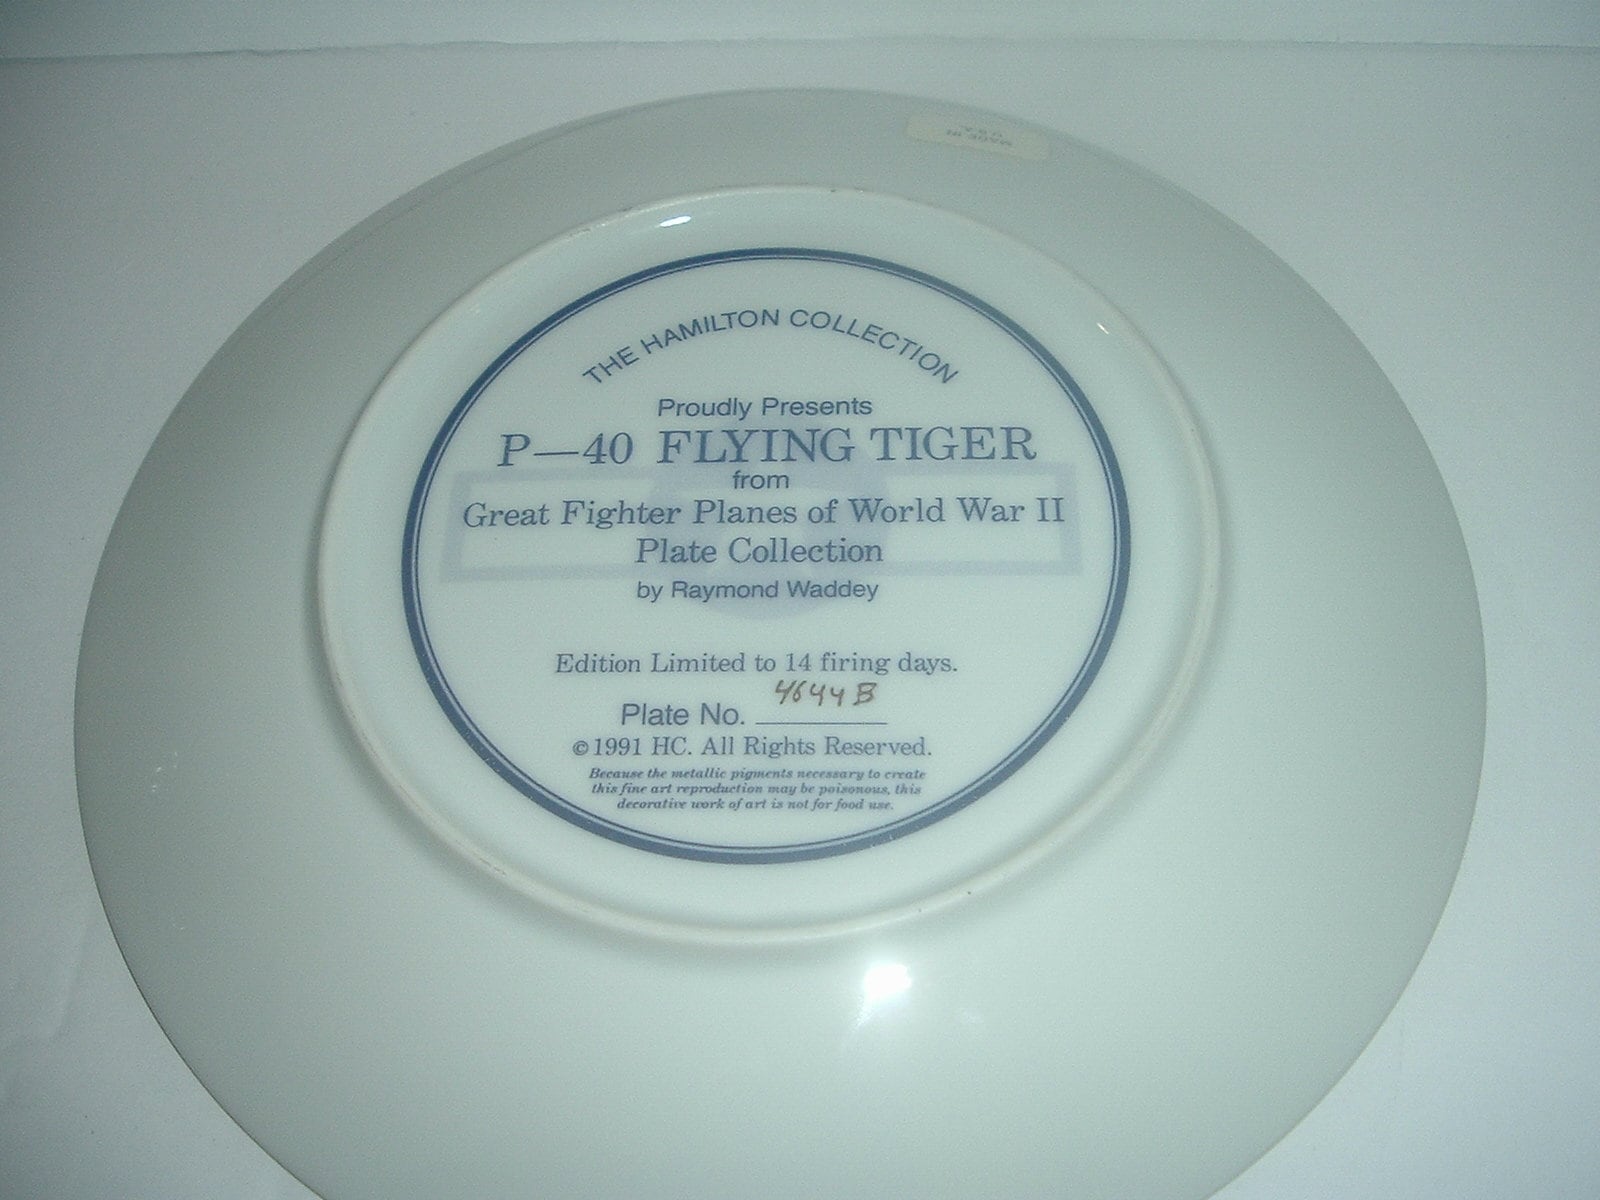 MADE IN
U.S.A.
THE HAMILTON COLLECTION
Proudly Presents
P—40 FLYING TIGER
from
Great Fighter Planes of World War II
Plate Collection
by Raymond Waddey
Edition Limited to 14 firing days.
4644B
Plate No.
©1991 HC. All Rights Reserved.
Because the metallic pigments necessary to create
this fine art reproduction may be poisonous, this
decorative work of art is not for food use.